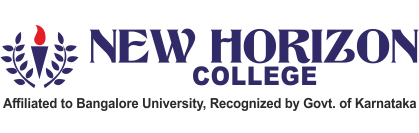 NEW HORIZON
COLLEGE
Affiliated to Bangalore University, Recognized by Govt. of Karnataka